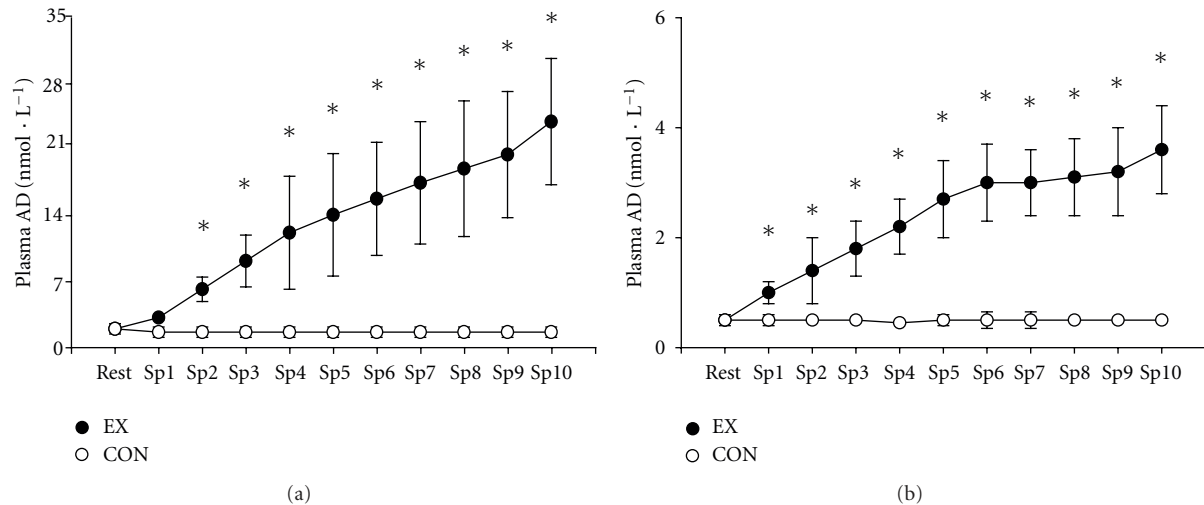 35
28
21
14
7
0
Plasma AD (nmol · L⁻¹)
* * * * * * * * *
Rest Sp1 Sp2 Sp3 Sp4 Sp5 Sp6 Sp7 Sp8 Sp9 Sp10
EX
CON
(a)
6
4
2
0
Plasma AD (nmol · L⁻¹)
* * * * * * * * * *
Rest Sp1 Sp2 Sp3 Sp4 Sp5 Sp6 Sp7 Sp8 Sp9 Sp10
EX
CON
(b)